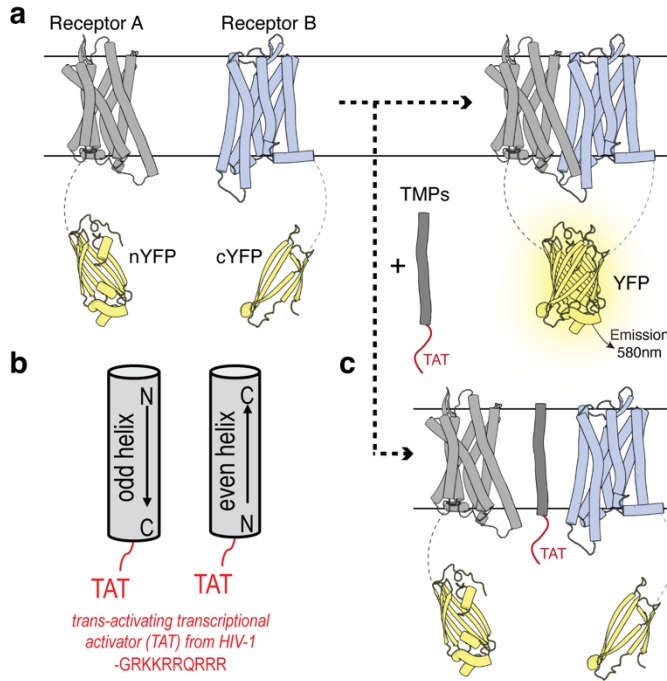 a
Receptor A
Receptor B
TMPs
+
TAT
nYFP
cYFP
YFP
Emission
580nm
b
N
odd helix
C
C
even helix
N
TAT
TAT
trans-activating transcriptional
activator (TAT) from HIV-1
-GRKKRRQRRR
c
TAT